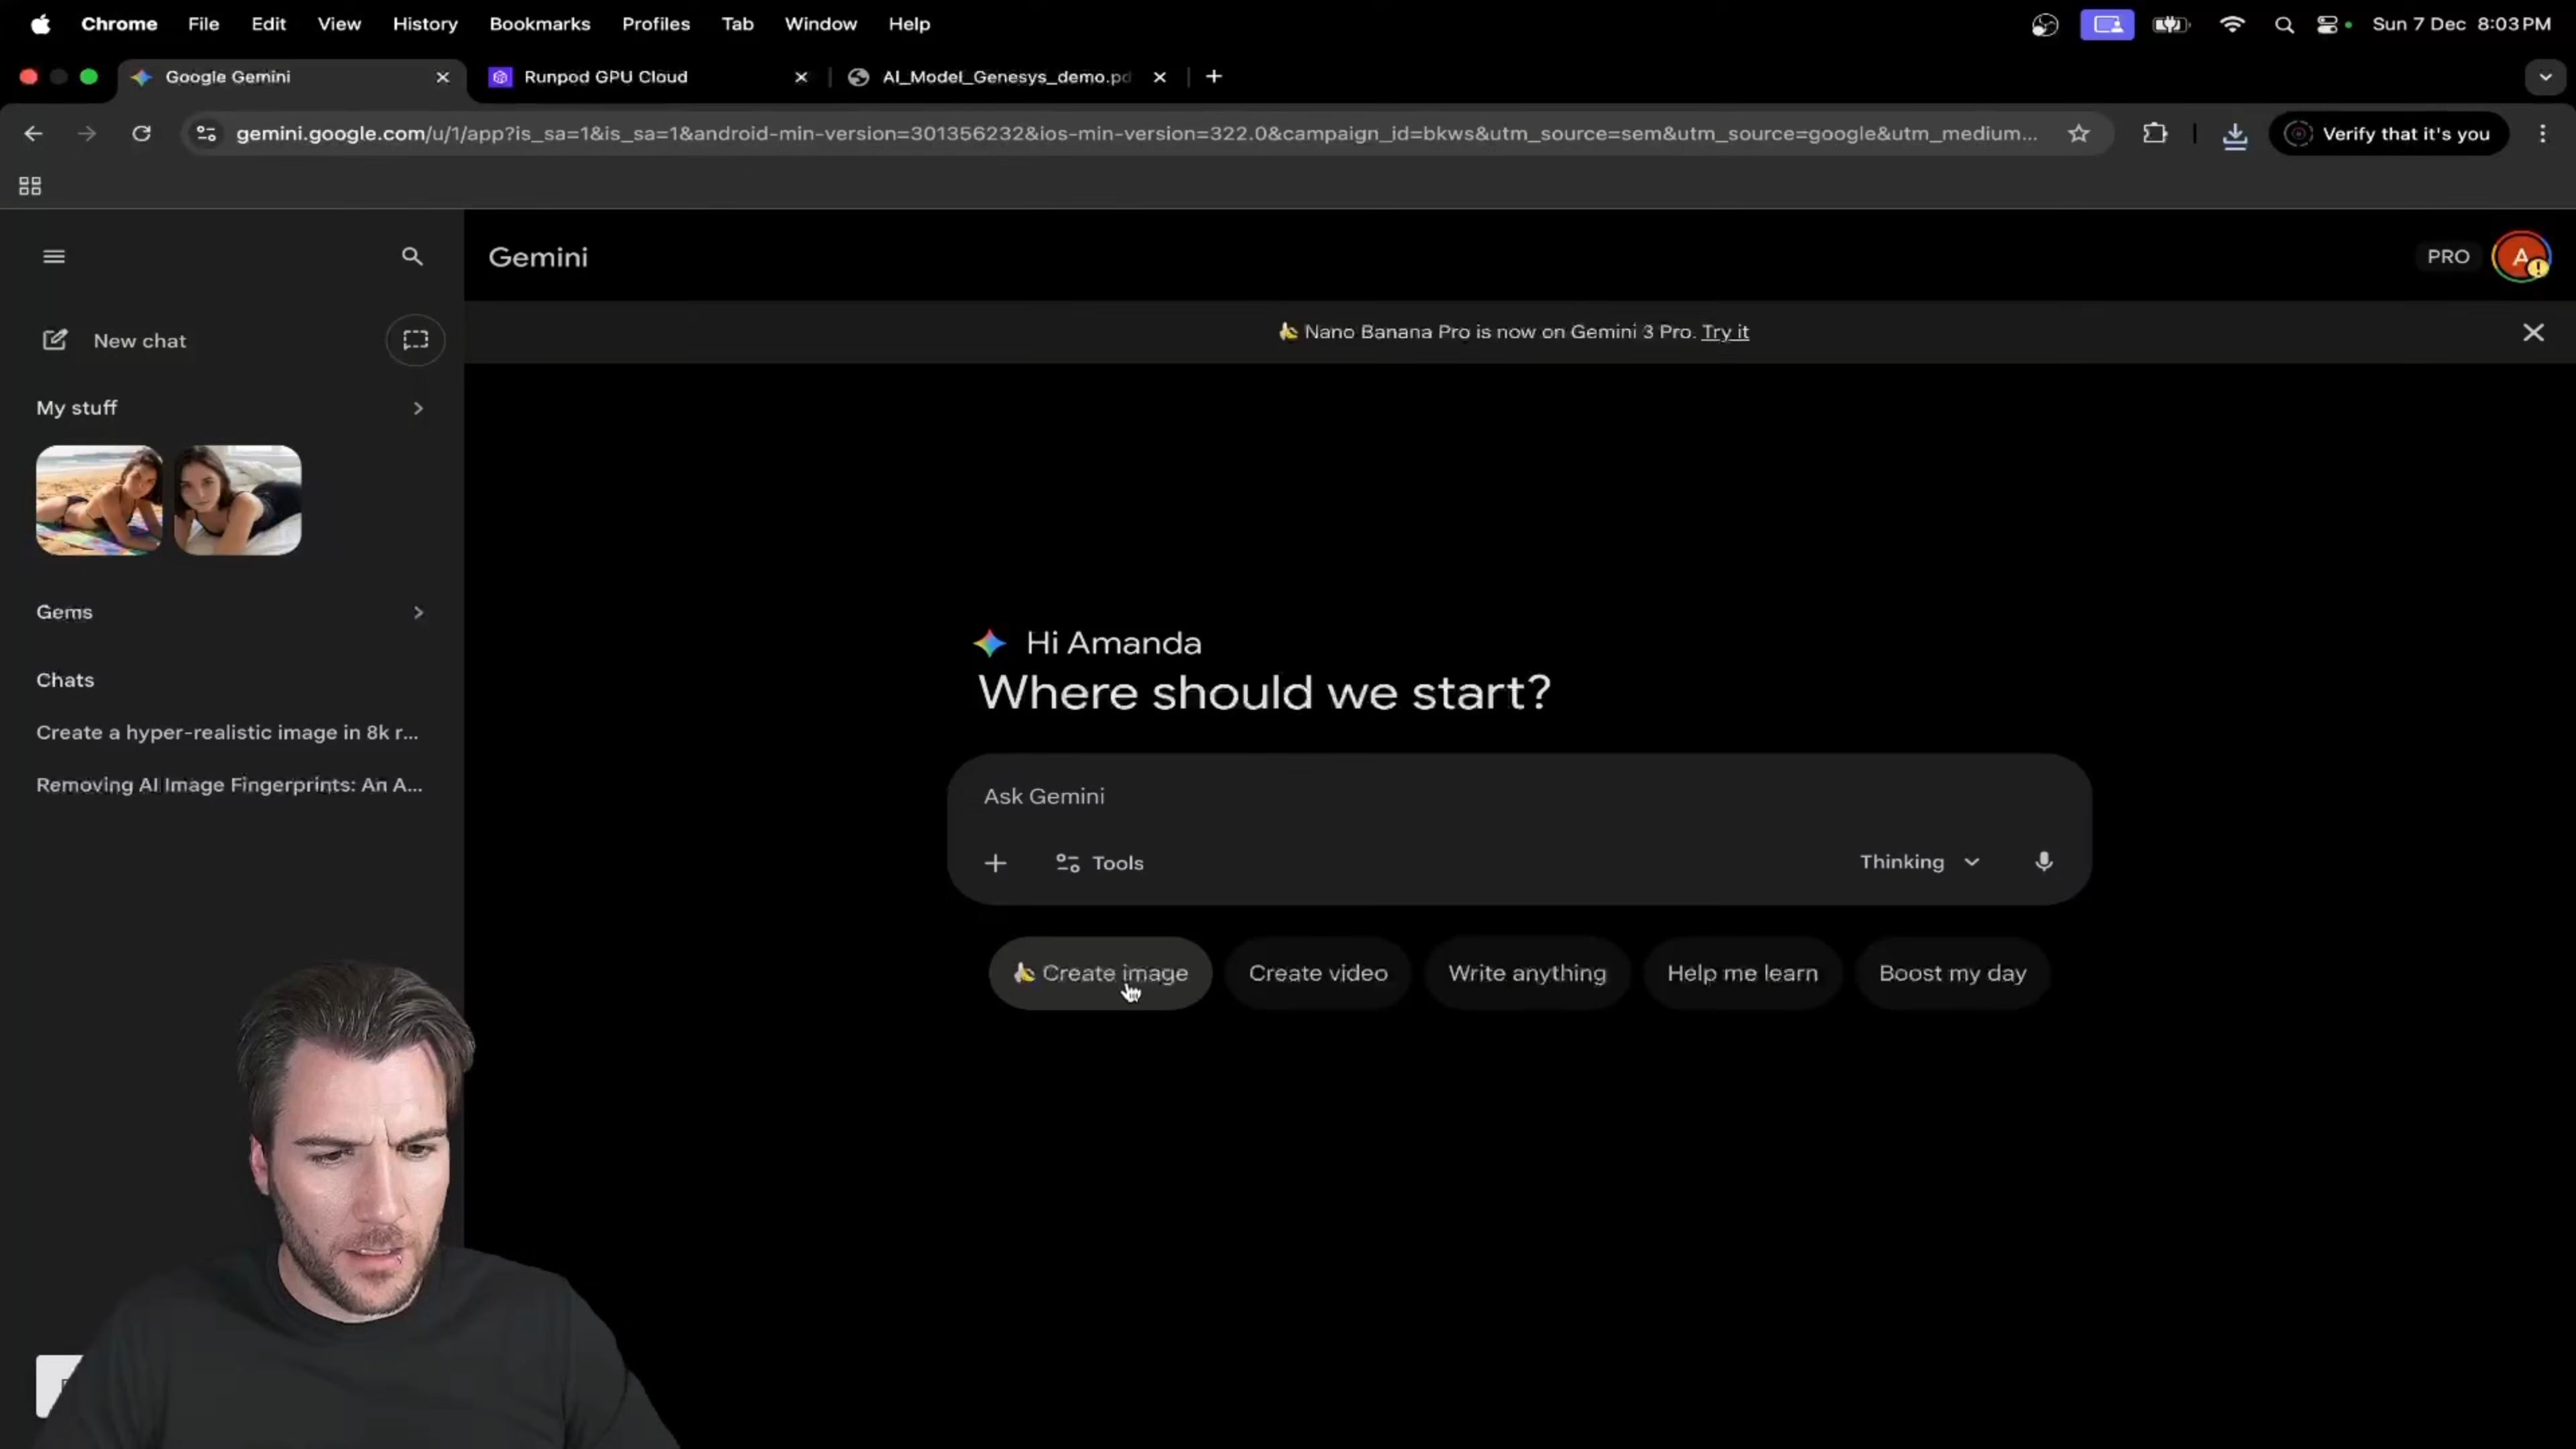 Chrome File Edit View History Bookmarks Profiles Tab Window Help Sun 7 Dec 8:03 PM
Google Gemini Runpod GPU Cloud AI_Model_Genesys_demo.pd
gemini.google.com/u/1/app?is_sa=1&is_sa=1&android-min-version=301356232&ios-min-version=322.0&campaign_id=bkws&utm_source=sem&utm_source=google&utm_medium... Verify that it's you
Gemini PRO A
Nano Banana Pro is now on Gemini 3 Pro. Try it
New chat
My stuff
Gems
Chats
Create a hyper-realistic image in 8k r...
Removing AI Image Fingerprints: An A...
Hi Amanda
Where should we start?
Ask Gemini
Tools Thinking
Create image Create video Write anything Help me learn Boost my day